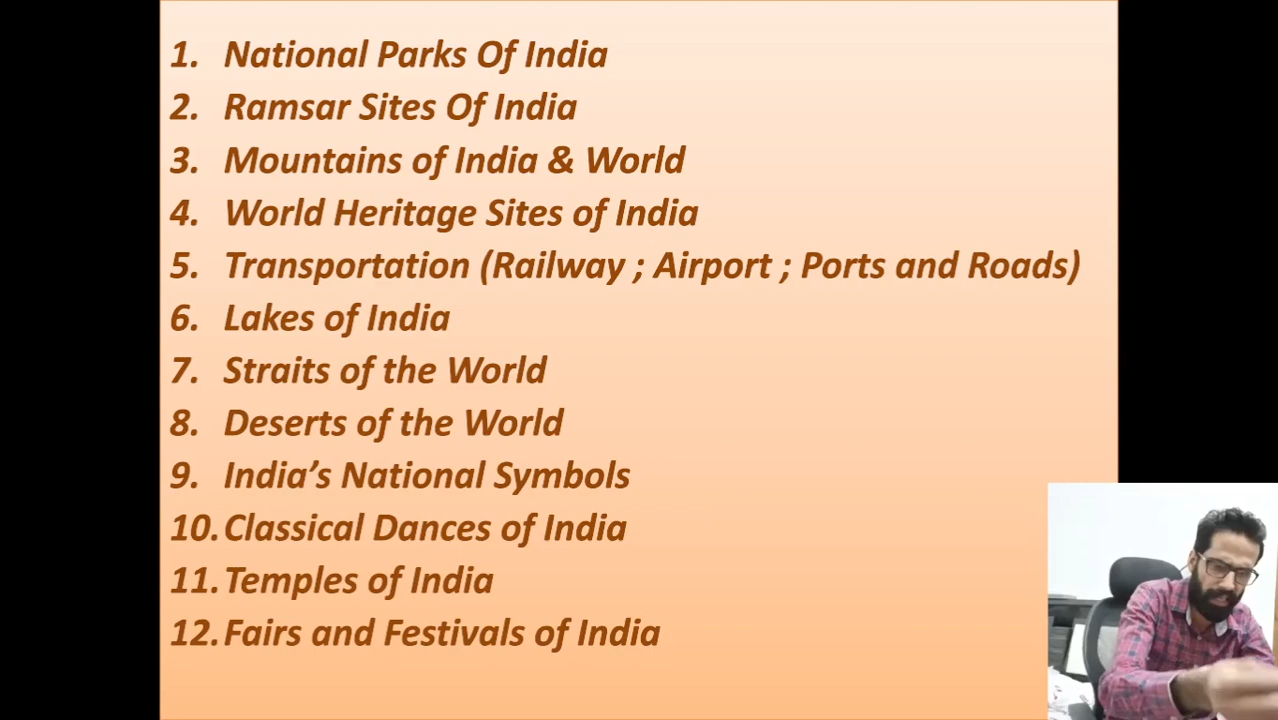 1. National Parks Of India
2. Ramsar Sites Of India
3. Mountains of India & World
4. World Heritage Sites of India
5. Transportation (Railway ; Airport ; Ports and Roads)
6. Lakes of India
7. Straits of the World
8. Deserts of the World
9. India’s National Symbols
10. Classical Dances of India
11. Temples of India
12. Fairs and Festivals of India